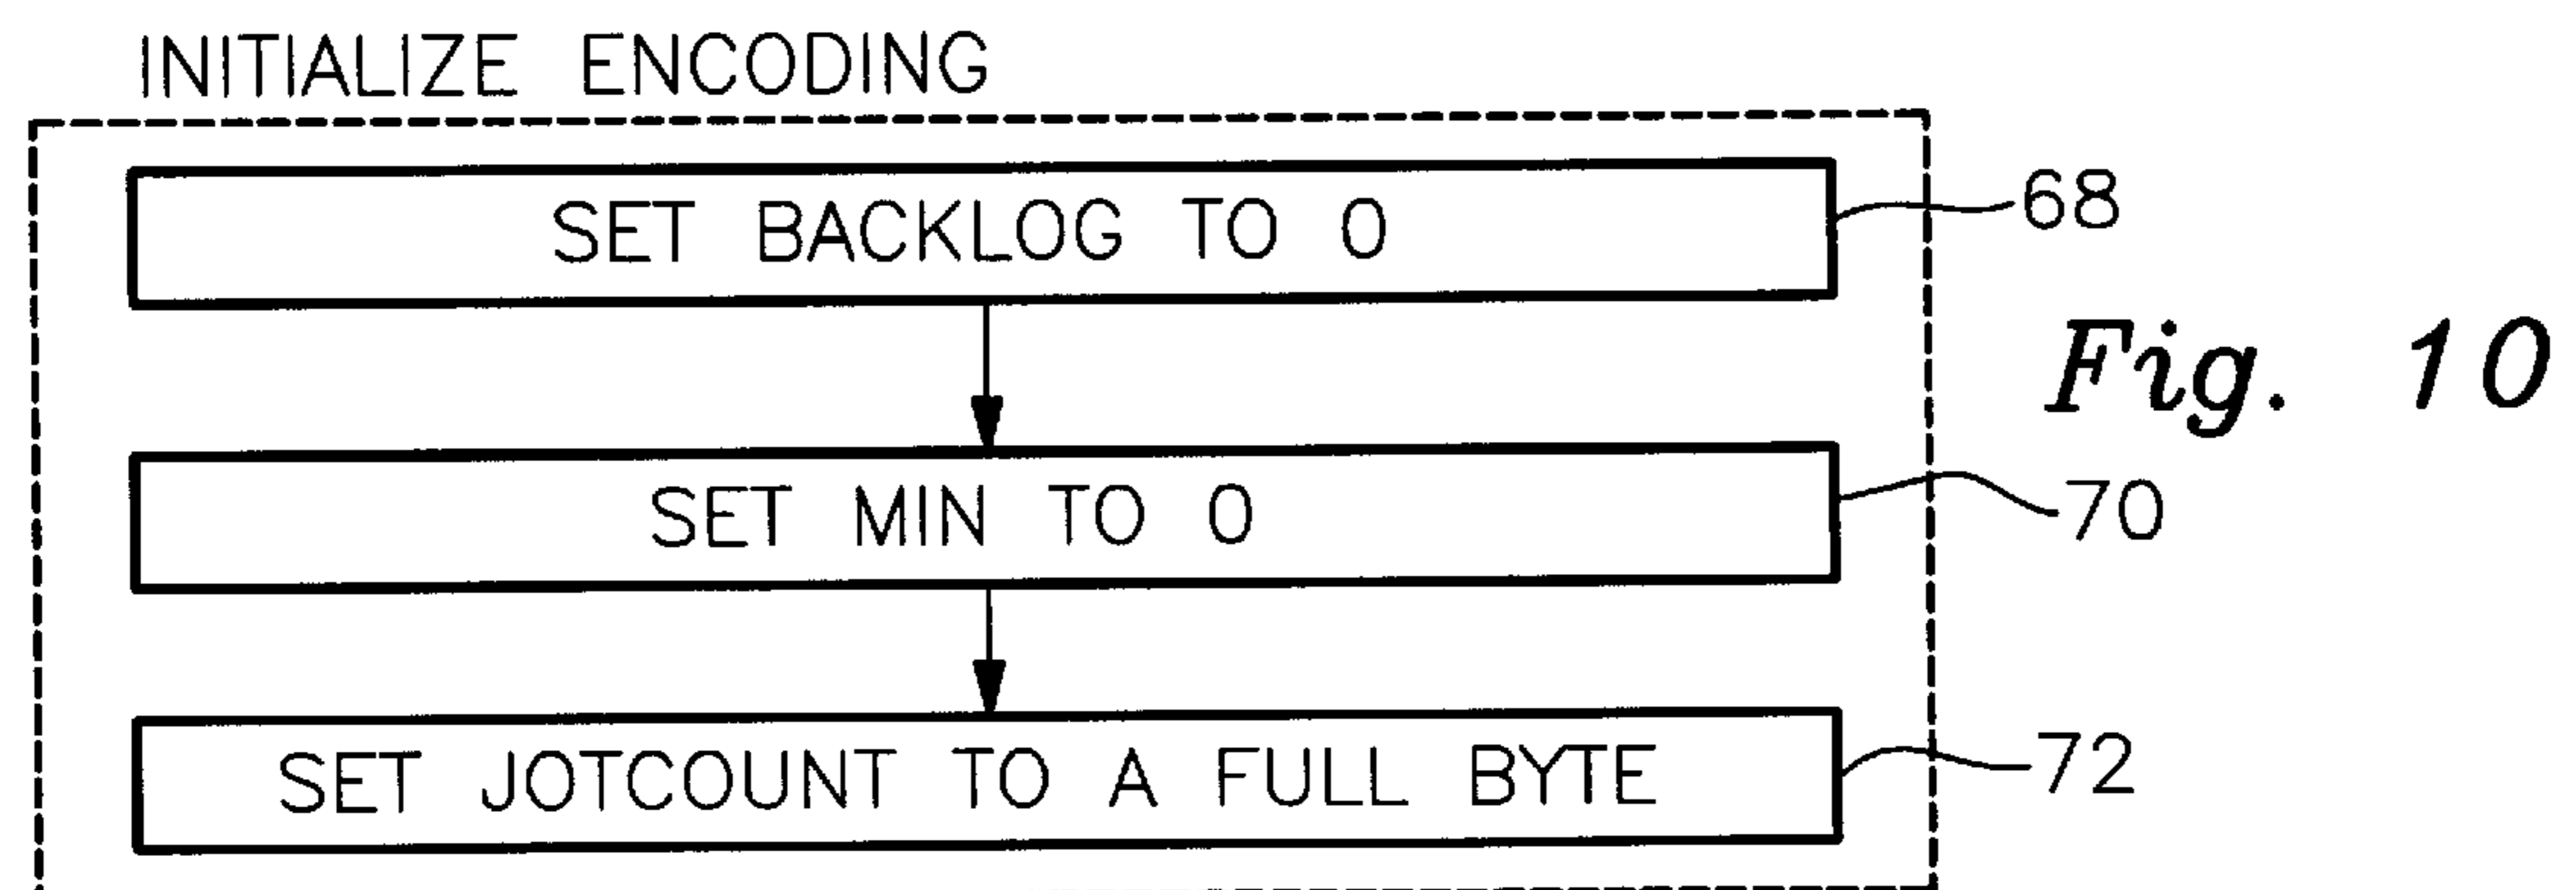 INITIALIZE ENCODING
SET BACKLOG TO 0
68
Fig. 10
SET MIN TO 0
70
SET JOTCOUNT TO A FULL BYTE
72